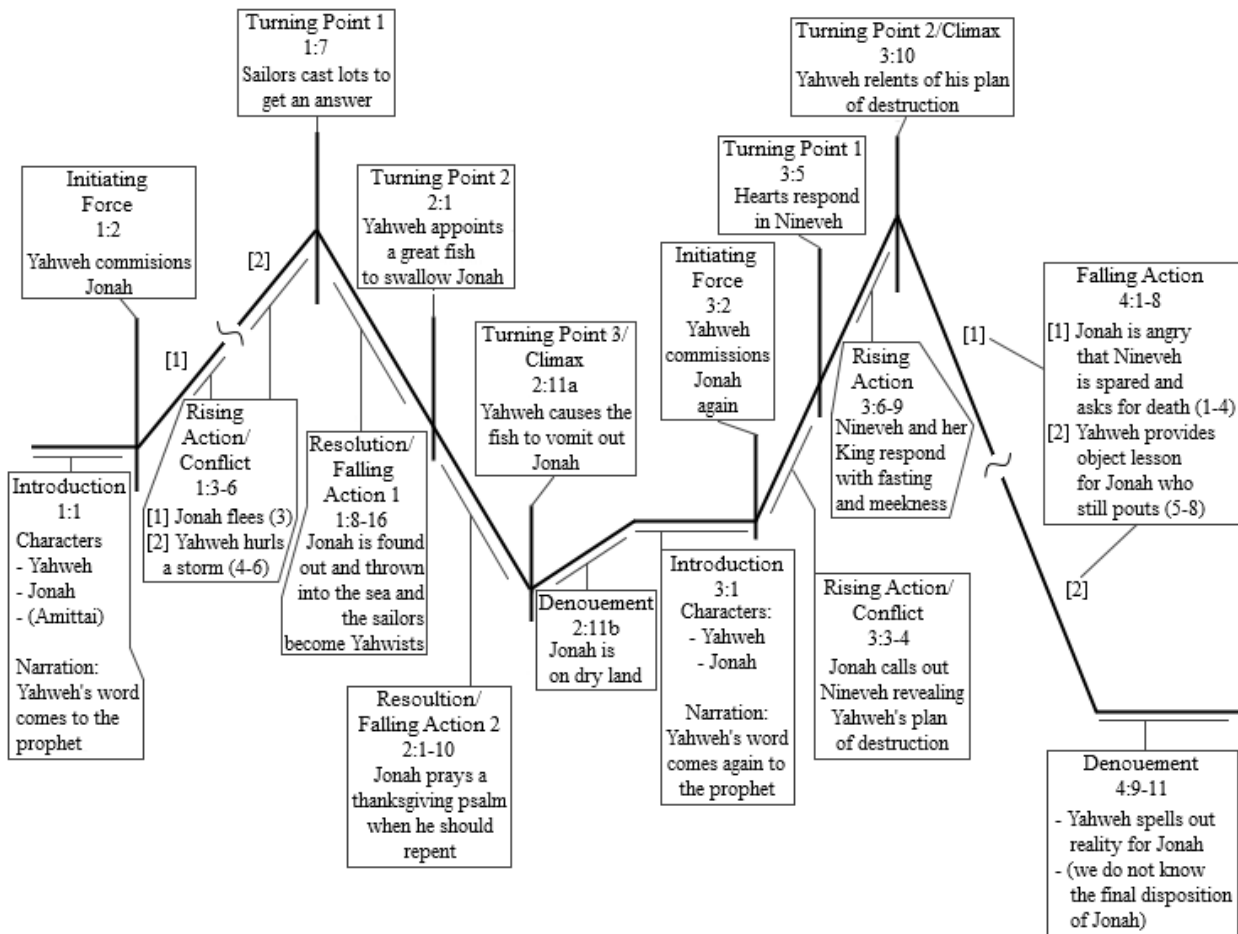 Turning Point 1
1:7
Sailors cast lots to
get an answer
Turning Point 2/Climax
3:10
Yahweh relents of his plan
of destruction
Initiating
Force
1:2
Yahweh commisions
Jonah
Turning Point 2
2:1
Yahweh appoints
a great fish
to swallow Jonah
Turning Point 1
3:5
Hearts respond
in Nineveh
Initiating
Force
3:2
Yahweh
commissions
Jonah
again
[1]
[2]
Turning Point 3/
Climax
2:11a
Yahweh causes the
fish to vomit out
Jonah
Falling Action
4:1-8
[1] Jonah is angry
that Nineveh
is spared and
asks for death (1-4)
[2] Yahweh provides
object lesson
for Jonah who
still pouts (5-8)
[1]
[2]
Introduction
1:1
Characters
- Yahweh
- Jonah
- (Amittai)
Narration:
Yahweh's word
comes to the
prophet
Rising
Action/
Conflict
1:3-6
[1] Jonah flees (3)
[2] Yahweh hurls
a storm (4-6)
Resolution/
Falling
Action 1
1:8-16
Jonah is found
out and thrown
into the sea and
the sailors
become Yahwists
Resoultion/
Falling Action 2
2:1-10
Jonah prays a
thanksgiving psalm
when he should
repent
Denouement
2:11b
Jonah is
on dry land
Introduction
3:1
Characters:
- Yahweh
- Jonah
Narration:
Yahweh's word
comes again to
the prophet
Rising
Action
3:6-9
Nineveh and her
King respond
with fasting
and meekness
Rising Action/
Conflict
3:3-4
Jonah calls out
Nineveh revealing
Yahweh's plan
of destruction
Denouement
4:9-11
- Yahweh spells out
reality for Jonah
- (we do not know
the final disposition
of Jonah)